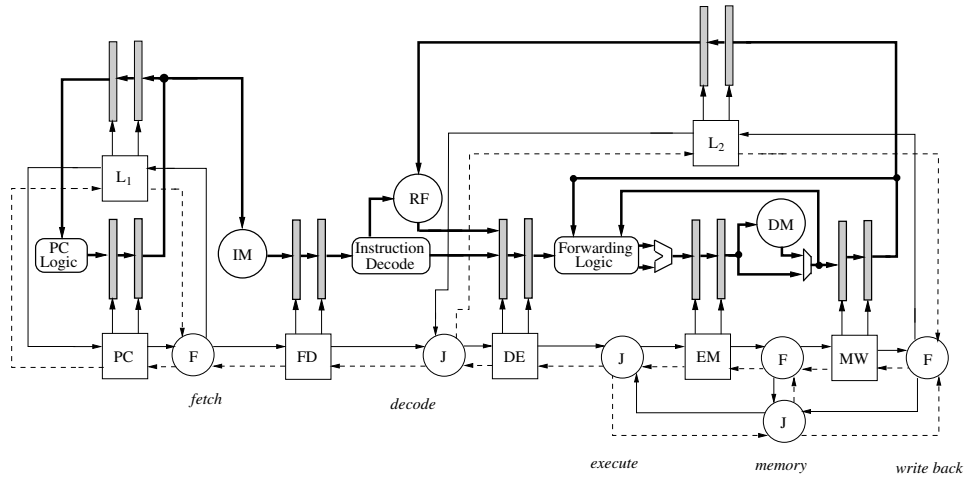 L2
L1
RF
PC
Logic
IM
Instruction
Decode
Forwarding
Logic
DM
PC
F
FD
J
DE
J
EM
F
MW
F
fetch
decode
J
execute
memory
write back